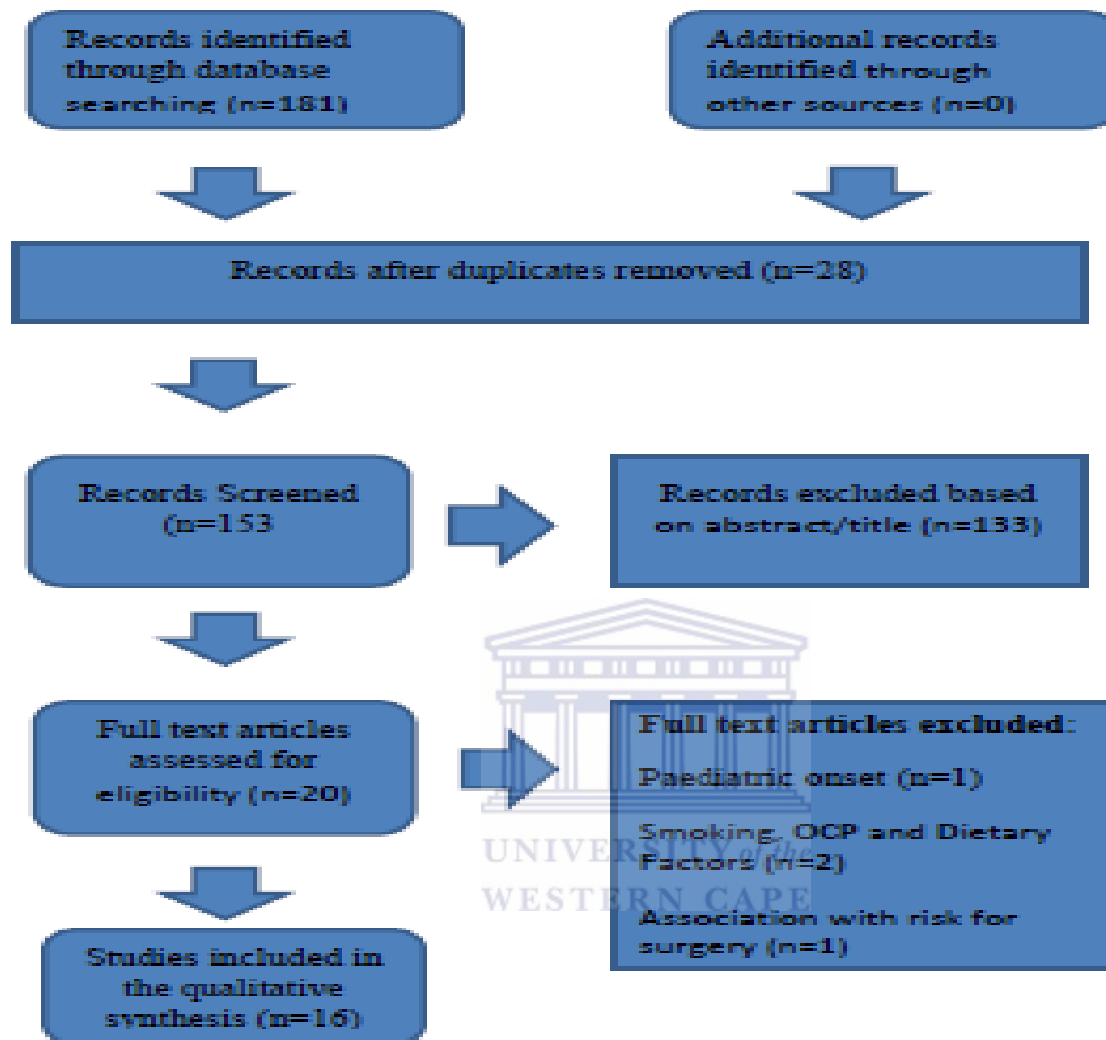 Records identified
through database
searching (n=181)
Additional records
identified through
other sources (n=0)
Records after duplicates removed (n=28)
Records Screened
(n=153
Records excluded based
on abstract/title (n=133)
Full text articles
assessed for
eligibility (n=20)
Full text articles excluded:
Paediatric onset (n=1)
Smoking, OCP and Dietary
Factors (n=2)
Association with risk for
surgery (n=1)
UNIVERSITY of the
WESTERN CAPE
Studies included in
the qualitative
synthesis (n=16)